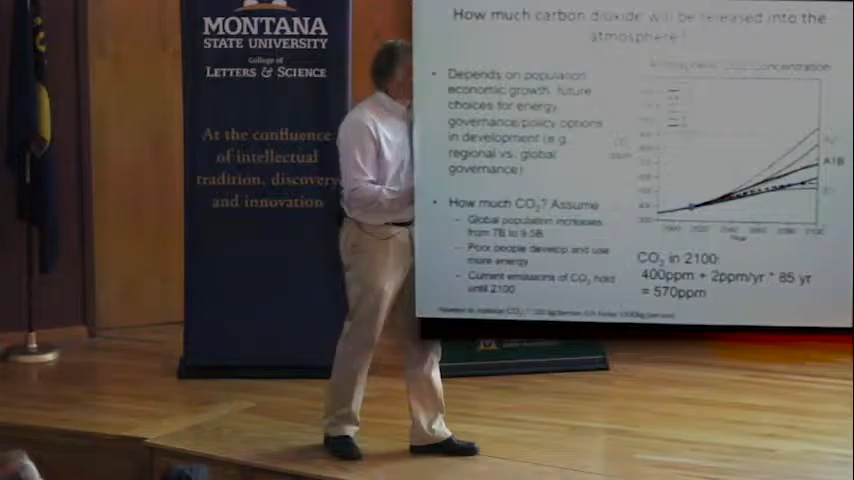 MONTANA
STATE UNIVERSITY
College of
LETTERS & SCIENCE
At the confluence
of intellectual
tradition, discovery
and innovation
How much carbon dioxide will be released into the
atmosphere?
• Depends on population
economic growth, future
choices for energy
governance/policy options
in development (e.g.
regional vs. global
governance)
• How much CO₂? Assume
– Global population increases
from 7B to 9.5B
– Poor people develop and use
more energy
– Current emissions of CO₂ hold
until 2100
Concentration
A1B
Year
CO₂ in 2100:
400ppm + 2ppm/yr * 85 yr
= 570ppm